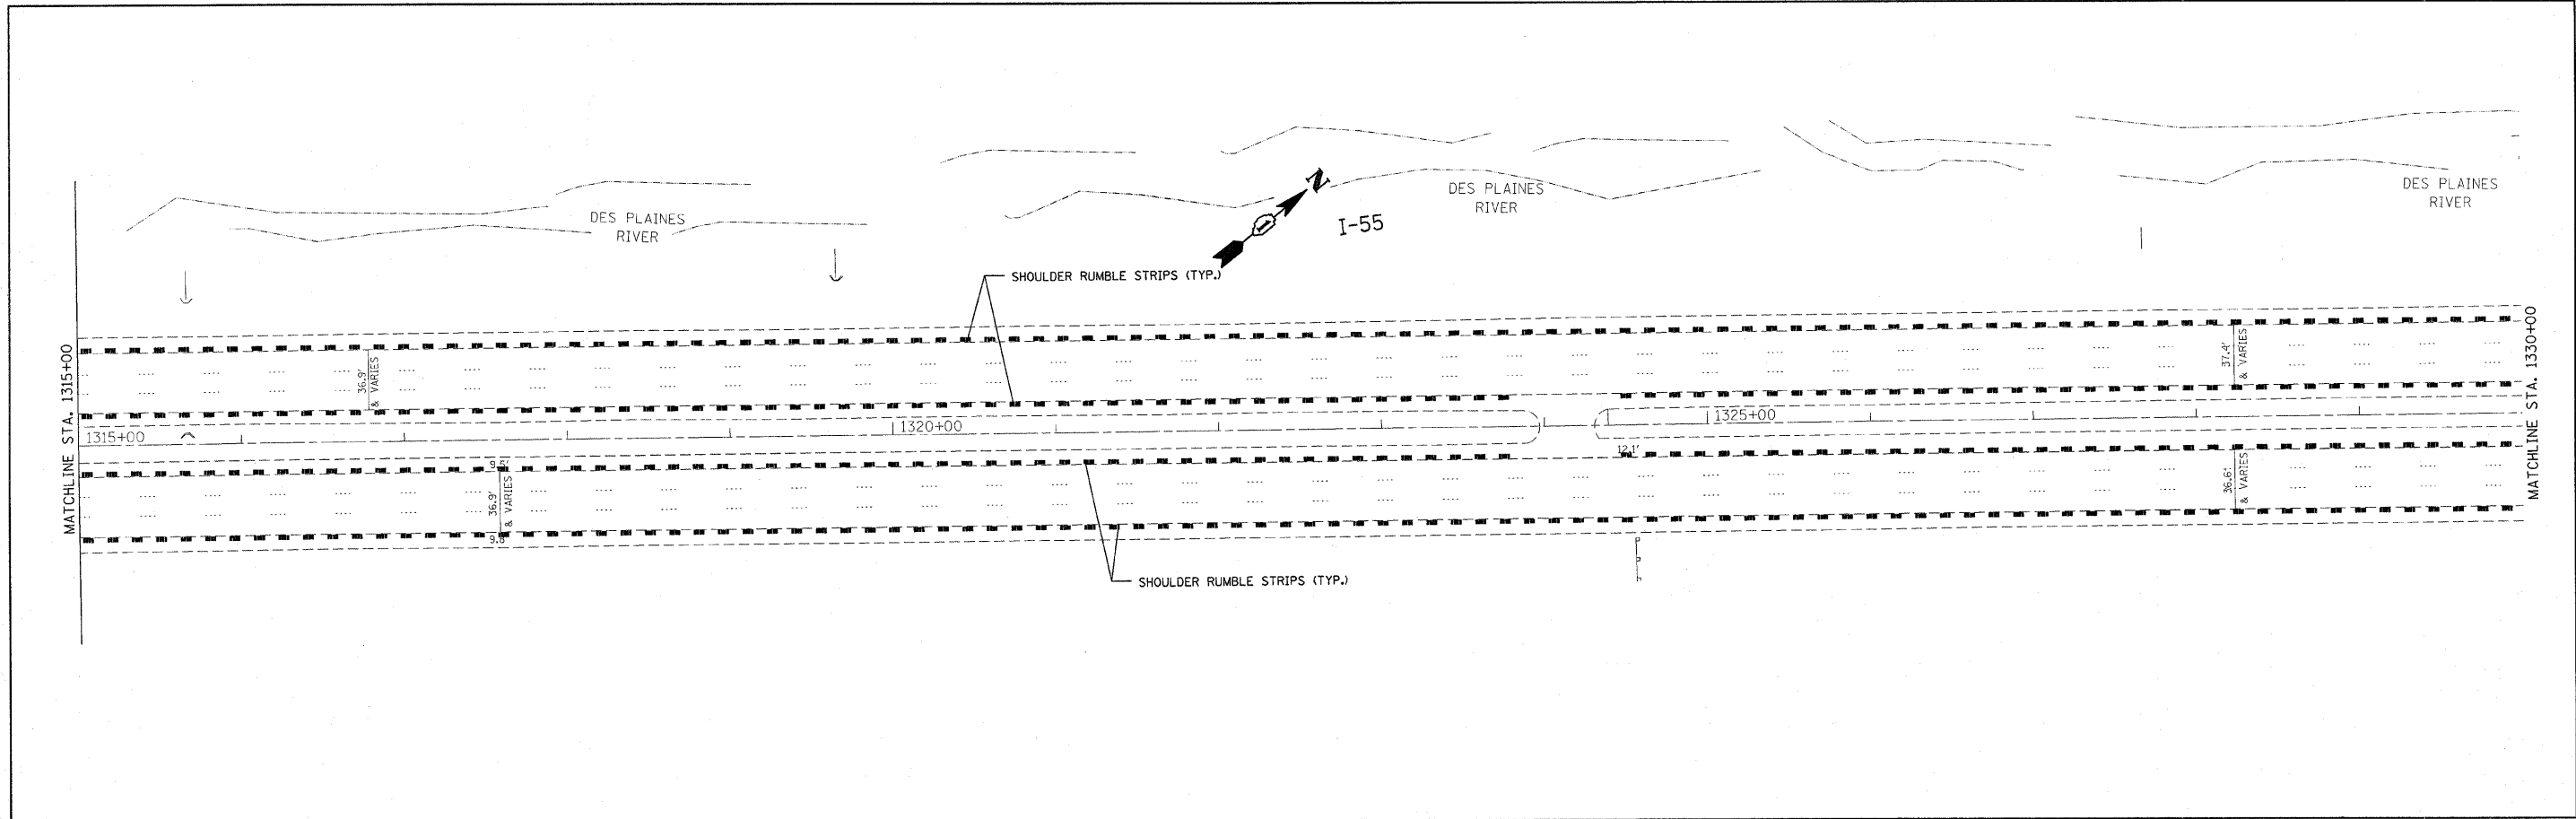 DES PLAINES
RIVER
DES PLAINES
RIVER
DES PLAINES
RIVER
N
I-55
SHOULDER RUMBLE STRIPS (TYP.)
MATCHLINE STA. 1315+00
36.9'
& VARIES
37.4'
& VARIES
MATCHLINE STA. 1330+00
1315+00
1320+00
1325+00
12.1'
36.9'
& VARIES
9.8'
36.6'
& VARIES
SHOULDER RUMBLE STRIPS (TYP.)